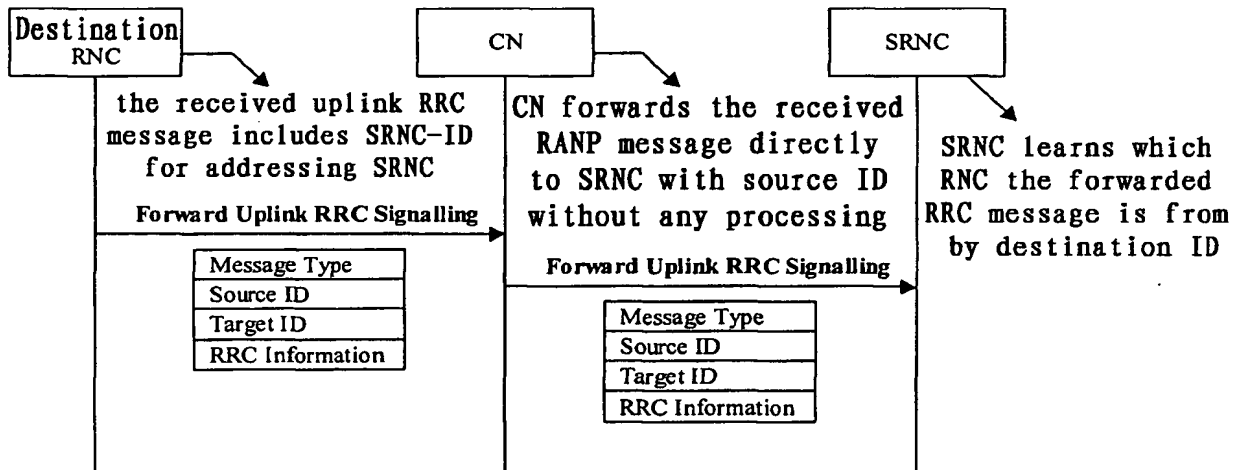 Destination
RNC
CN
SRNC
the received uplink RRC
message includes SRNC-ID
for addressing SRNC
CN forwards the received
RANP message directly
to SRNC with source ID
without any processing
SRNC learns which
RNC the forwarded
RRC message is from
by destination ID
Forward Uplink RRC Signalling
Message Type
Source ID
Target ID
RRC Information
Forward Uplink RRC Signalling
Message Type
Source ID
Target ID
RRC Information